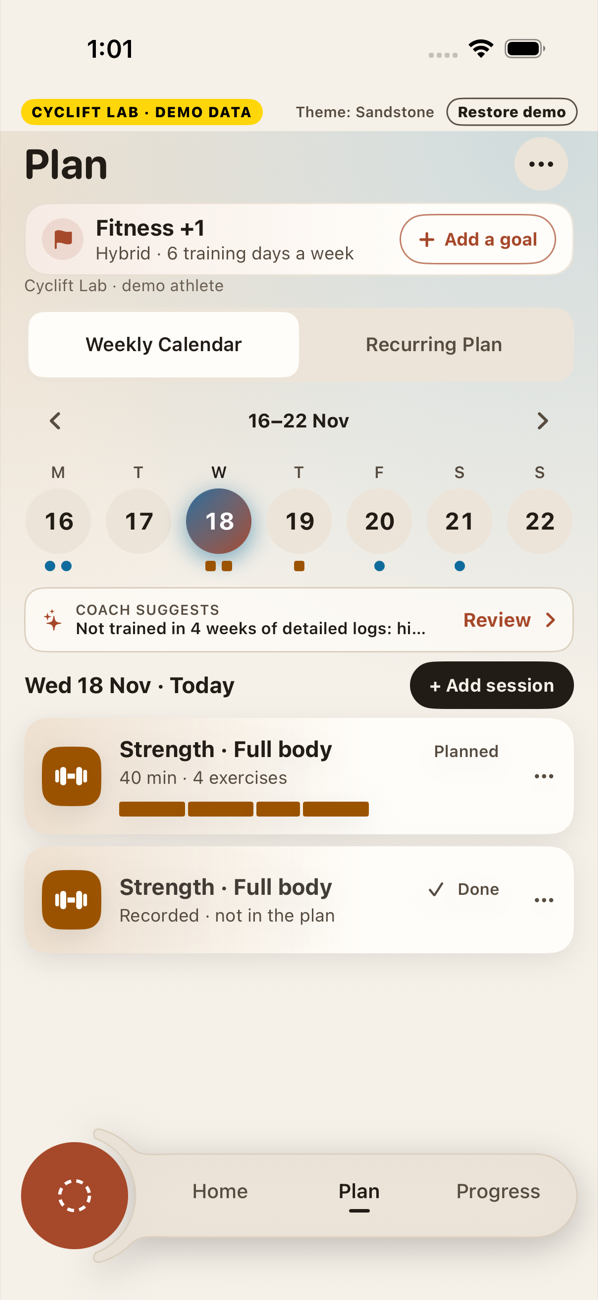 1:01
CYCLIFT LAB · DEMO DATA
Theme: Sandstone
Restore demo
Plan
Fitness +1
Hybrid · 6 training days a week
+ Add a goal
Cyclift Lab · demo athlete
Weekly Calendar
Recurring Plan
16–22 Nov
M T W T F S S
16 17 18 19 20 21 22
COACH SUGGESTS
Not trained in 4 weeks of detailed logs: hi...
Review
Wed 18 Nov · Today
+ Add session
Strength · Full body
Planned
40 min · 4 exercises
Strength · Full body
Done
Recorded · not in the plan
Home
Plan
Progress